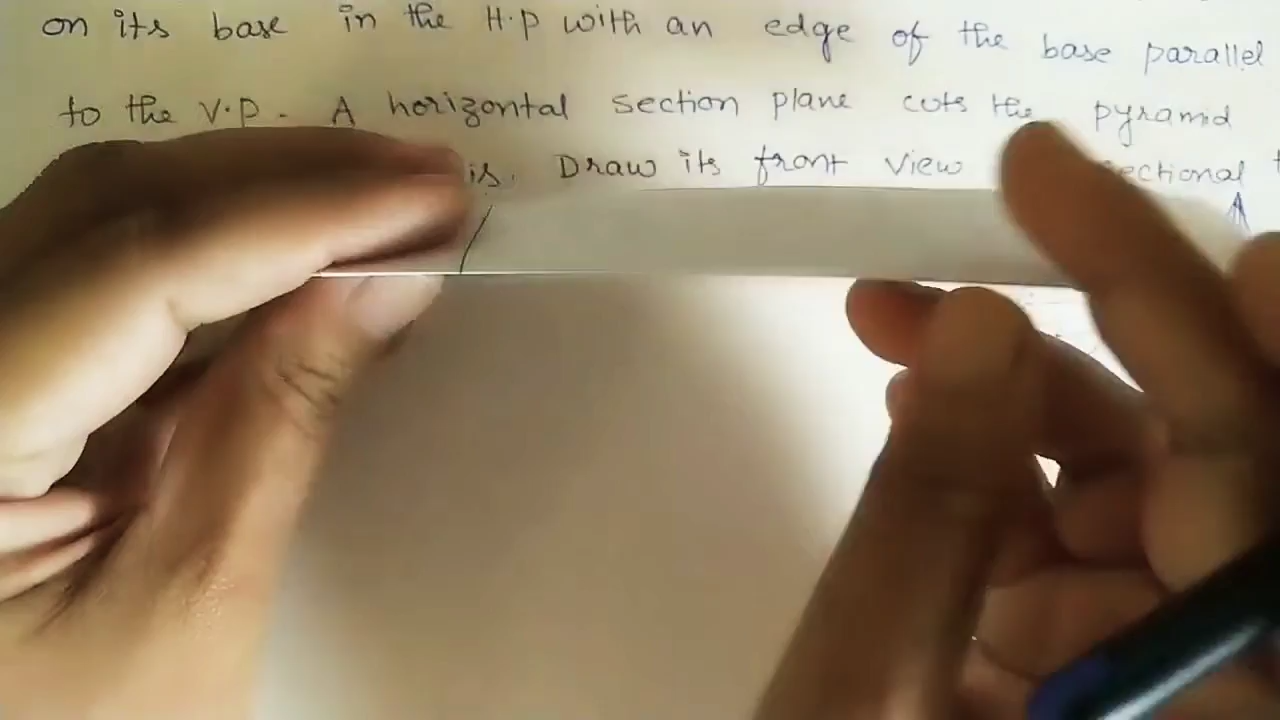 on its base in the H.P with an edge of the base parallel
to the V.P. A horizontal section plane cuts the pyramid
is. Draw its front view ectional